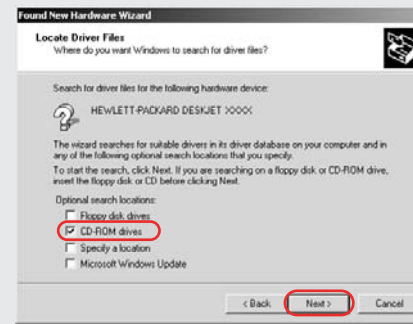 Found New Hardware Wizard
Locate Driver Files
Where do you want Windows to search for driver files?
Search for driver files for the following hardware device:
HEWLETT-PACKARD DESKJET XXXX
The wizard searches for suitable drivers in its driver database on your computer and in
any of the following optional search locations that you specify.
To start the search, click Next. If you are searching on a floppy disk or CD-ROM drive,
insert the floppy disk or CD before clicking Next.
Optional search locations:
Floppy disk drives
CD-ROM drives
Specify a location
Microsoft Windows Update
< Back
Next >
Cancel